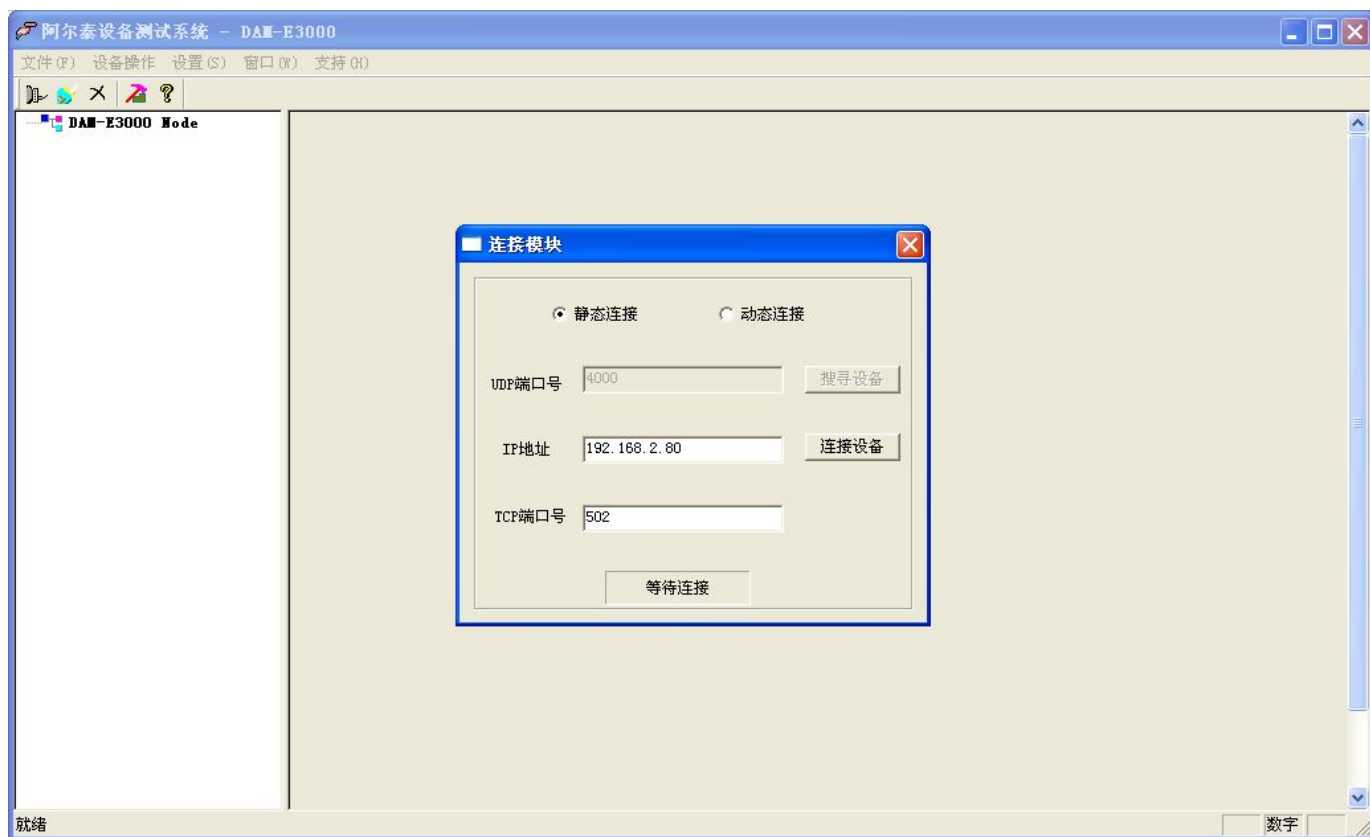 阿尔泰设备测试系统 - DAM-E3000
文件(F) 设备操作 设置(S) 窗口(W) 支持(H)
DAM-E3000 Node
连接模块
静态连接 动态连接
UDP端口号 4000 搜寻设备
IP地址 192.168.2.80 连接设备
TCP端口号 502
等待连接
就绪 数字